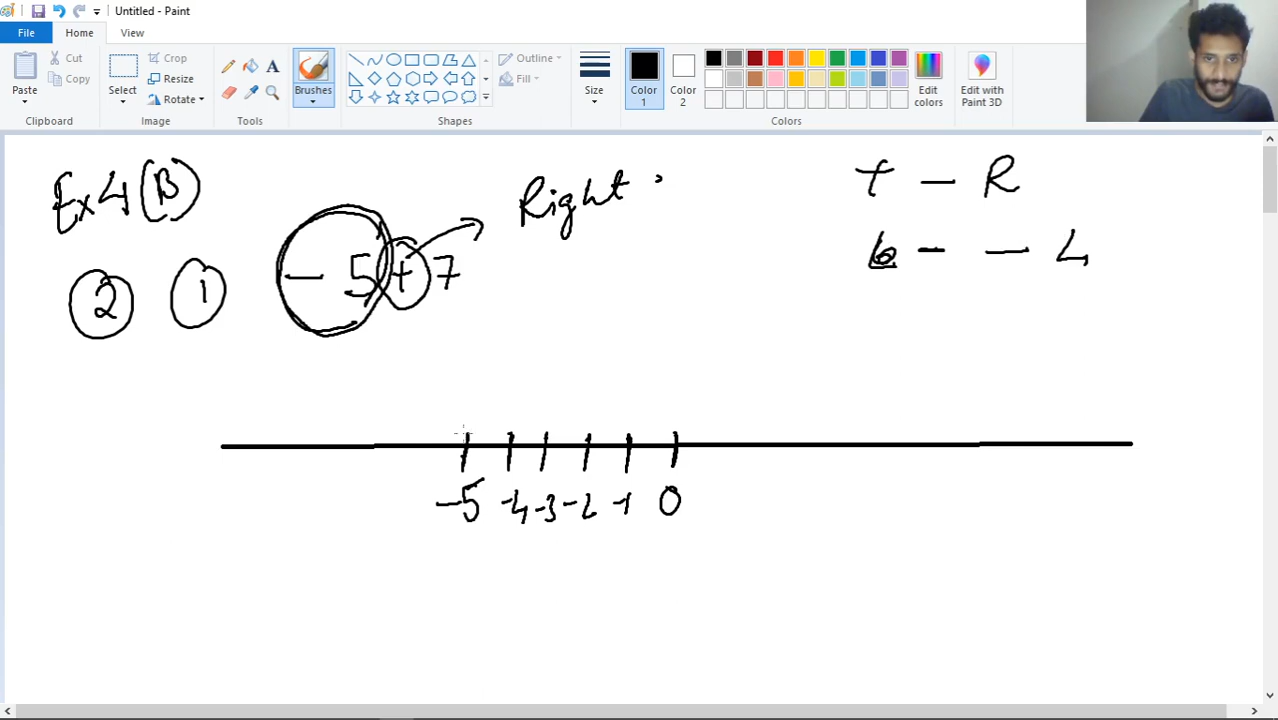 Untitled - Paint
File
Home
View
Paste
Cut
Copy
Clipboard
Select
Crop
Resize
Rotate
Image
Tools
Brushes
Outline
Fill
Shapes
Size
Color 1
Color 2
Edit colors
Edit with Paint 3D
Colors
Ex 4 (B)
Right
+ - R
- - L
2 1 - 5 + 7
-5 -4 -3 -2 -1 0